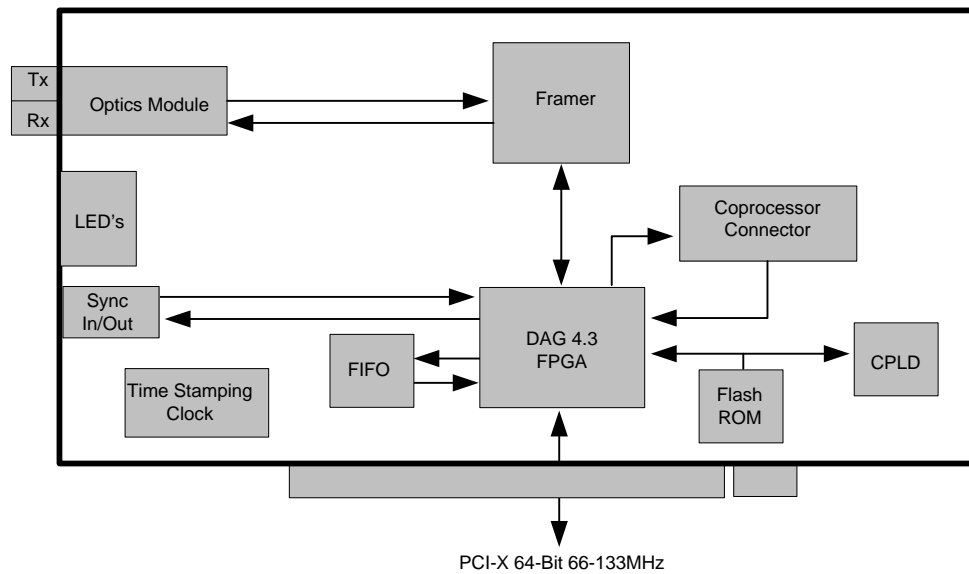 Tx
Rx
Optics Module
Framer
LED's
Coprocessor
Connector
Sync
In/Out
DAG 4.3
FPGA
FIFO
CPLD
Time Stamping
Clock
Flash
ROM
PCI-X 64-Bit 66-133MHz